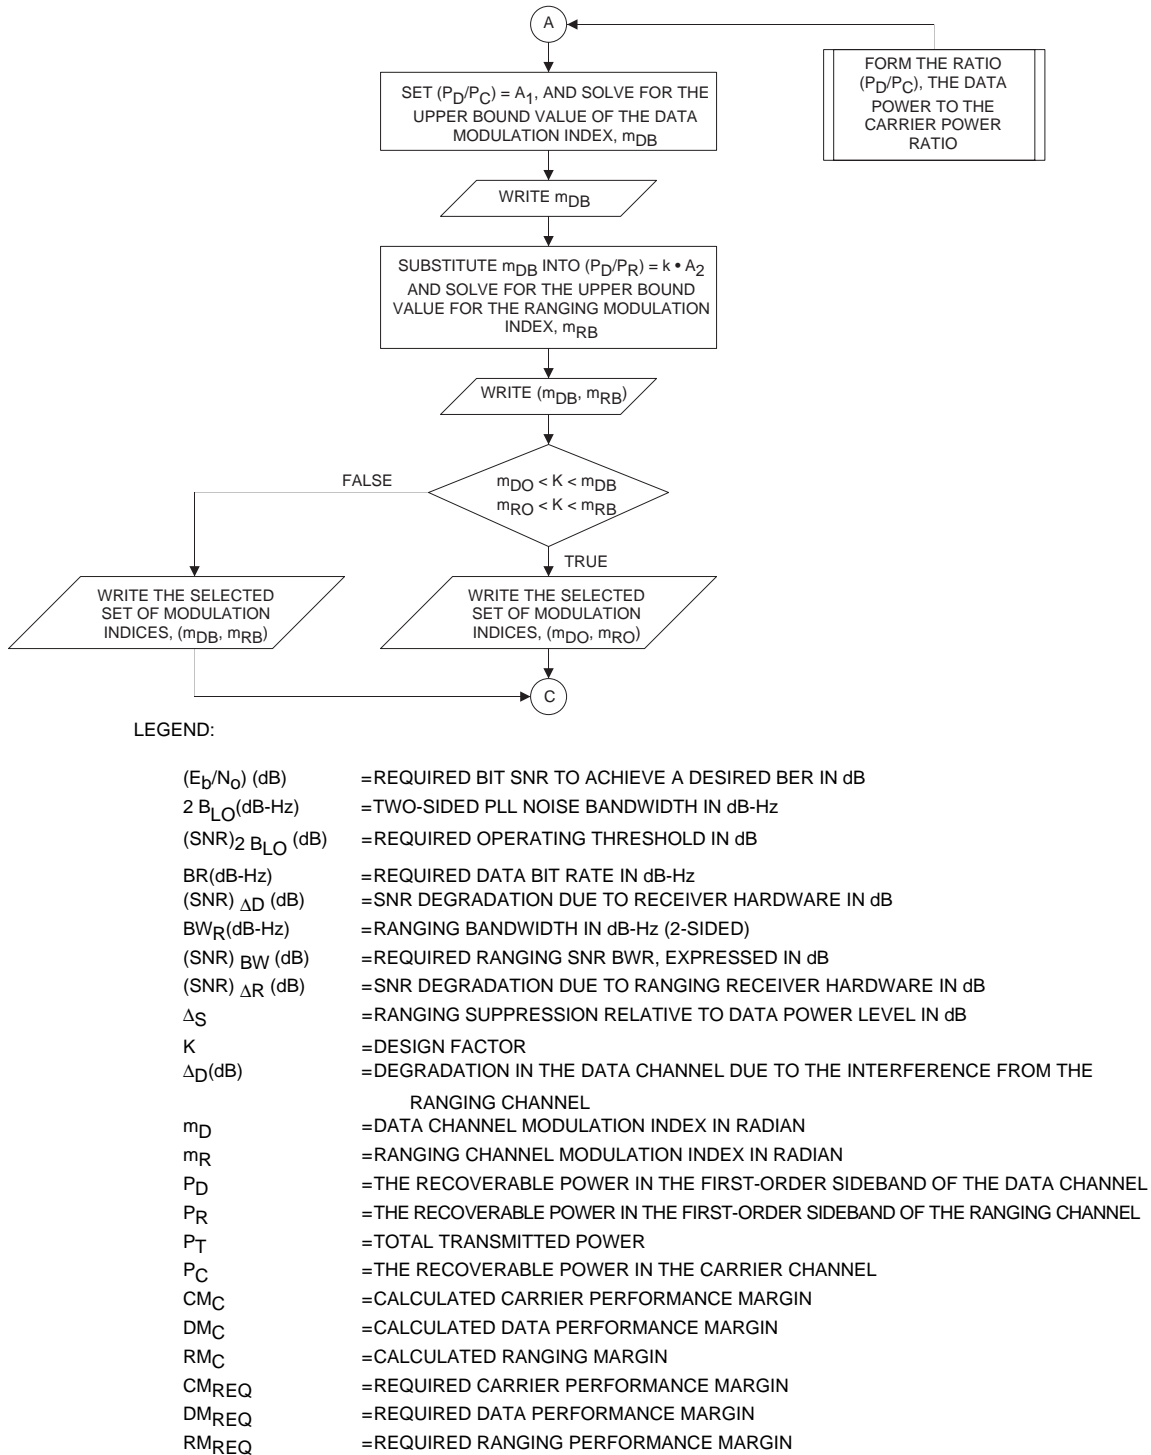 A
FORM THE RATIO
(PD/PC), THE DATA
POWER TO THE
CARRIER POWER
RATIO
SET (PD/PC) = A1, AND SOLVE FOR THE
UPPER BOUND VALUE OF THE DATA
MODULATION INDEX, mDB
WRITE mDB
SUBSTITUTE mDB INTO (PD/PR) = k • A2
AND SOLVE FOR THE UPPER BOUND
VALUE FOR THE RANGING MODULATION
INDEX, mRB
WRITE (mDB, mRB)
FALSE
mDO < K < mDB
mRO < K < mRB
TRUE
WRITE THE SELECTED
SET OF MODULATION
INDICES, (mDB, mRB)
WRITE THE SELECTED
SET OF MODULATION
INDICES, (mDO, mRO)
C
LEGEND:
(Eb/No) (dB) =REQUIRED BIT SNR TO ACHIEVE A DESIRED BER IN dB
2 BLO(dB-Hz) =TWO-SIDED PLL NOISE BANDWIDTH IN dB-Hz
(SNR)2 BLO (dB) =REQUIRED OPERATING THRESHOLD IN dB
BR(dB-Hz) =REQUIRED DATA BIT RATE IN dB-Hz
(SNR) ΔD (dB) =SNR DEGRADATION DUE TO RECEIVER HARDWARE IN dB
BWR(dB-Hz) =RANGING BANDWIDTH IN dB-Hz (2-SIDED)
(SNR) BW (dB) =REQUIRED RANGING SNR BWR, EXPRESSED IN dB
(SNR) ΔR (dB) =SNR DEGRADATION DUE TO RANGING RECEIVER HARDWARE IN dB
ΔS =RANGING SUPPRESSION RELATIVE TO DATA POWER LEVEL IN dB
K =DESIGN FACTOR
ΔD(dB) =DEGRADATION IN THE DATA CHANNEL DUE TO THE INTERFERENCE FROM THE
RANGING CHANNEL
mD =DATA CHANNEL MODULATION INDEX IN RADIAN
mR =RANGING CHANNEL MODULATION INDEX IN RADIAN
PD =THE RECOVERABLE POWER IN THE FIRST-ORDER SIDEBAND OF THE DATA CHANNEL
PR =THE RECOVERABLE POWER IN THE FIRST-ORDER SIDEBAND OF THE RANGING CHANNEL
PT =TOTAL TRANSMITTED POWER
PC =THE RECOVERABLE POWER IN THE CARRIER CHANNEL
CMC =CALCULATED CARRIER PERFORMANCE MARGIN
DMC =CALCULATED DATA PERFORMANCE MARGIN
RMC =CALCULATED RANGING MARGIN
CMREQ =REQUIRED CARRIER PERFORMANCE MARGIN
DMREQ =REQUIRED DATA PERFORMANCE MARGIN
RMREQ =REQUIRED RANGING PERFORMANCE MARGIN